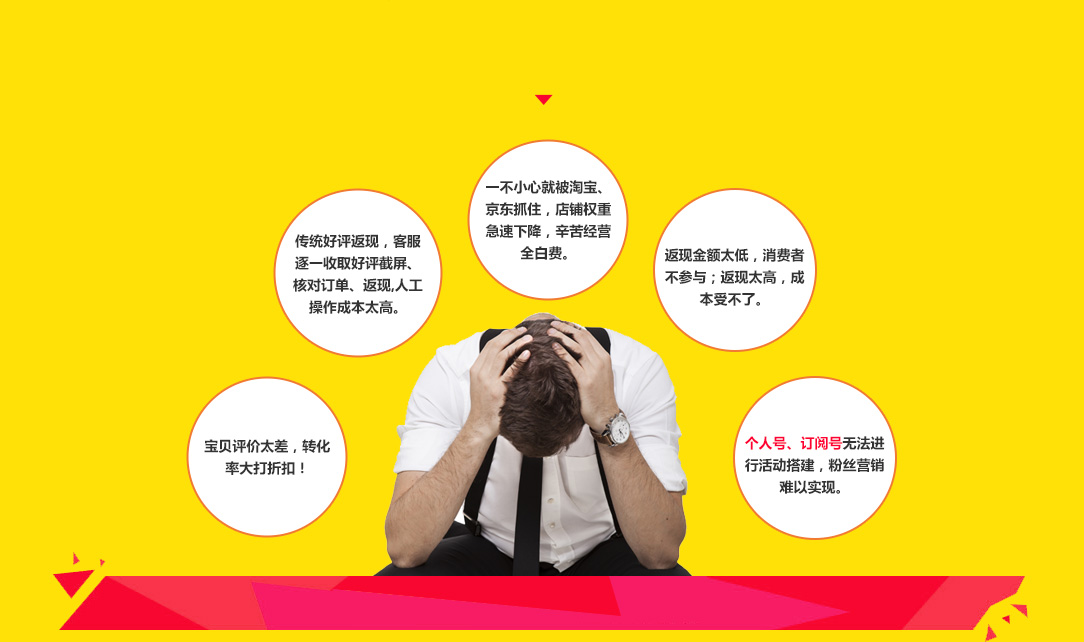 宝贝评价太差，转化
率大打折扣！
传统好评返现，客服
逐一收取好评截屏、
核对订单、返现,人工
操作成本太高。
一不小心就被淘宝、
京东抓住，店铺权重
急速下降，辛苦经营
全白费。
返现金额太低，消费者
不参与；返现太高，成
本受不了。
个人号、订阅号无法进
行活动搭建，粉丝营销
难以实现。